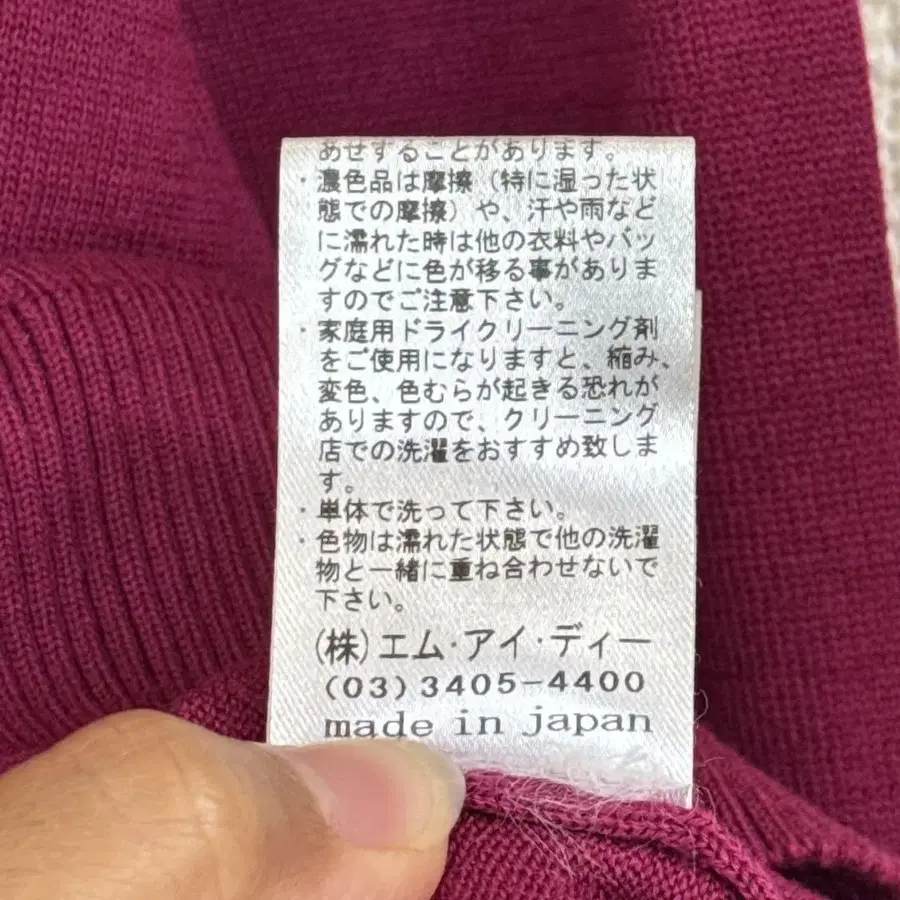 あせすることがあります。
・濃色品は摩擦（特に湿った状
態での摩擦）や、汗や雨など
に濡れた時は他の衣料やバッ
グなどに色が移る事がありま
すのでご注意下さい。
・家庭用ドライクリーニング剤
をご使用になりますと、縮み、
変色、色むらが起きる恐れが
ありますので、クリーニング
店での洗濯をおすすめ致しま
す。
・単体で洗って下さい。
・色物は濡れた状態で他の洗濯
物と一緒に重ね合わせないで
下さい。
(株)エム・アイ・ディー
(03)3405-4400
made in japan